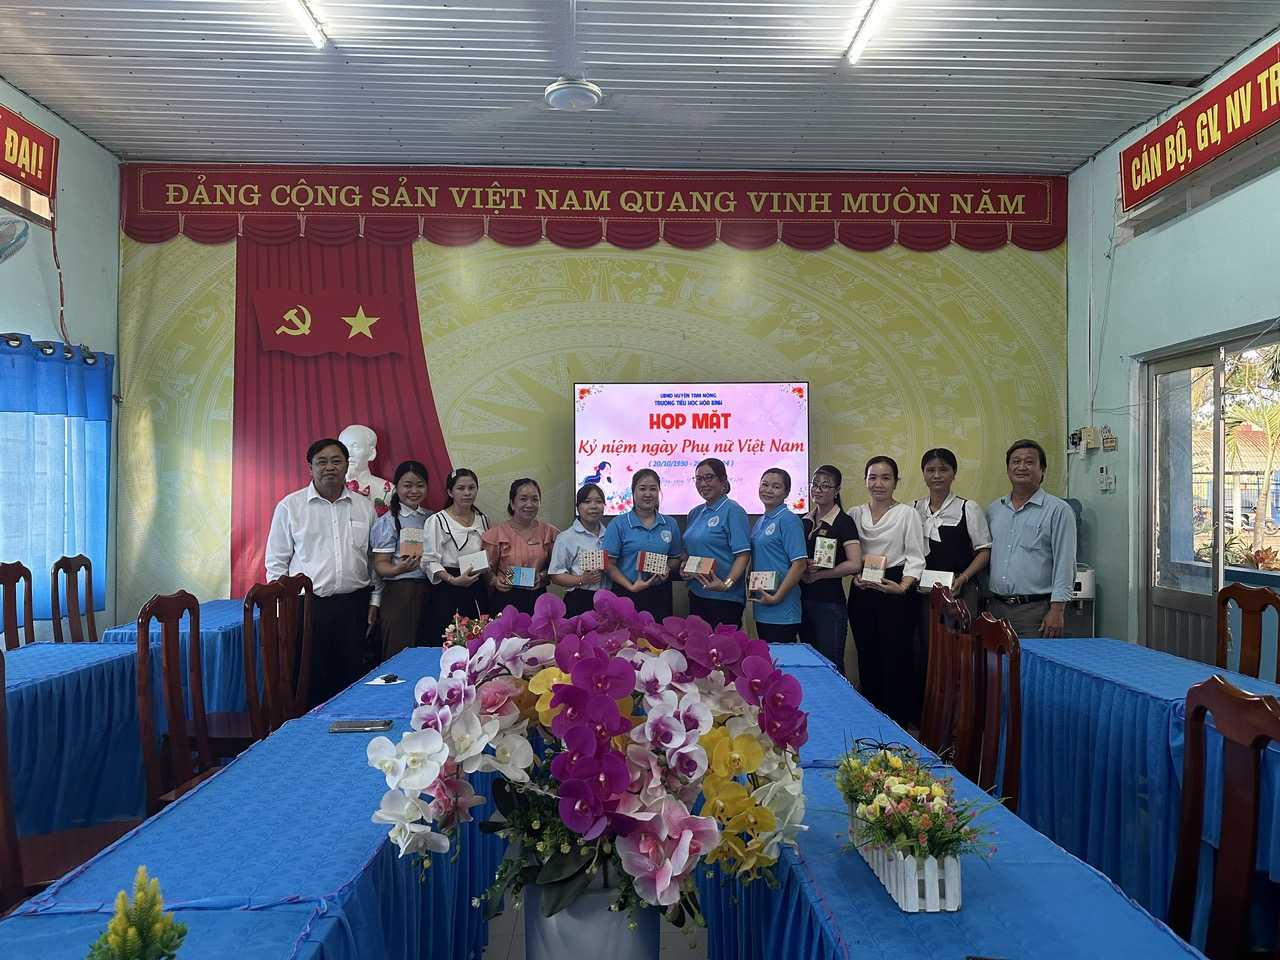 ĐẠI!
CÁN BỘ, GV, NV TR
ĐẢNG CỘNG SẢN VIỆT NAM QUANG VINH MUÔN NĂM
UBND HUYỆN TAM NÔNG
TRƯỜNG TIỂU HỌC HÒA BÌNH
HỌP MẶT
Kỷ niệm ngày Phụ nữ Việt Nam
( 20/10/1930 -